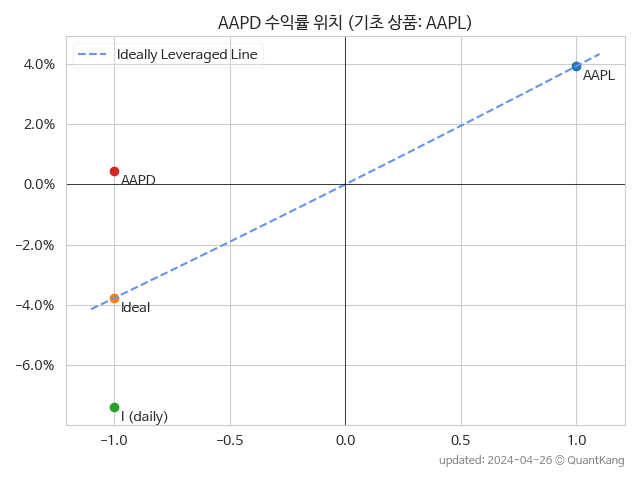 AAPD 수익률 위치 (기초 상품: AAPL)
Ideally Leveraged Line
4.0%
2.0%
0.0%
−2.0%
−4.0%
−6.0%
AAPL
AAPD
Ideal
I (daily)
−1.0
−0.5
0.0
0.5
1.0
updated: 2024-04-26 © QuantKang